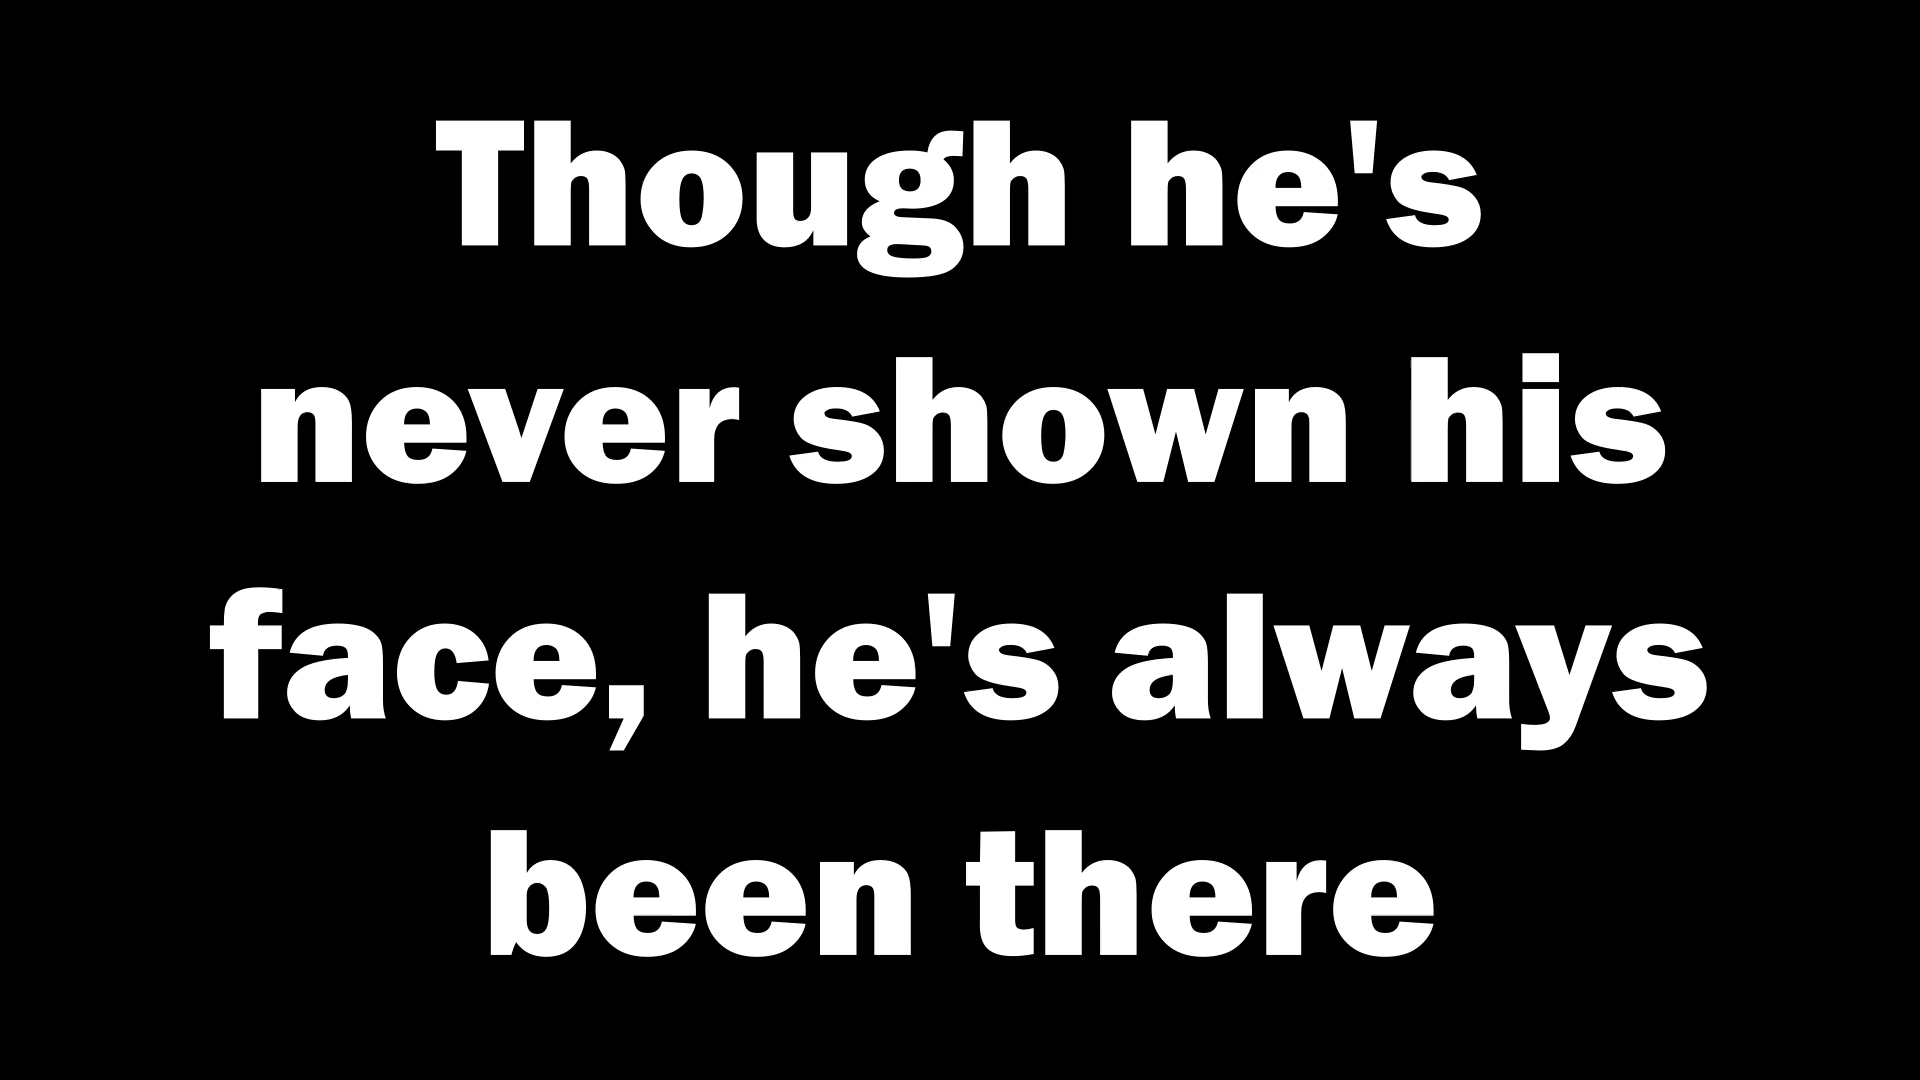 Though he's
never shown his
face, he's always
been there